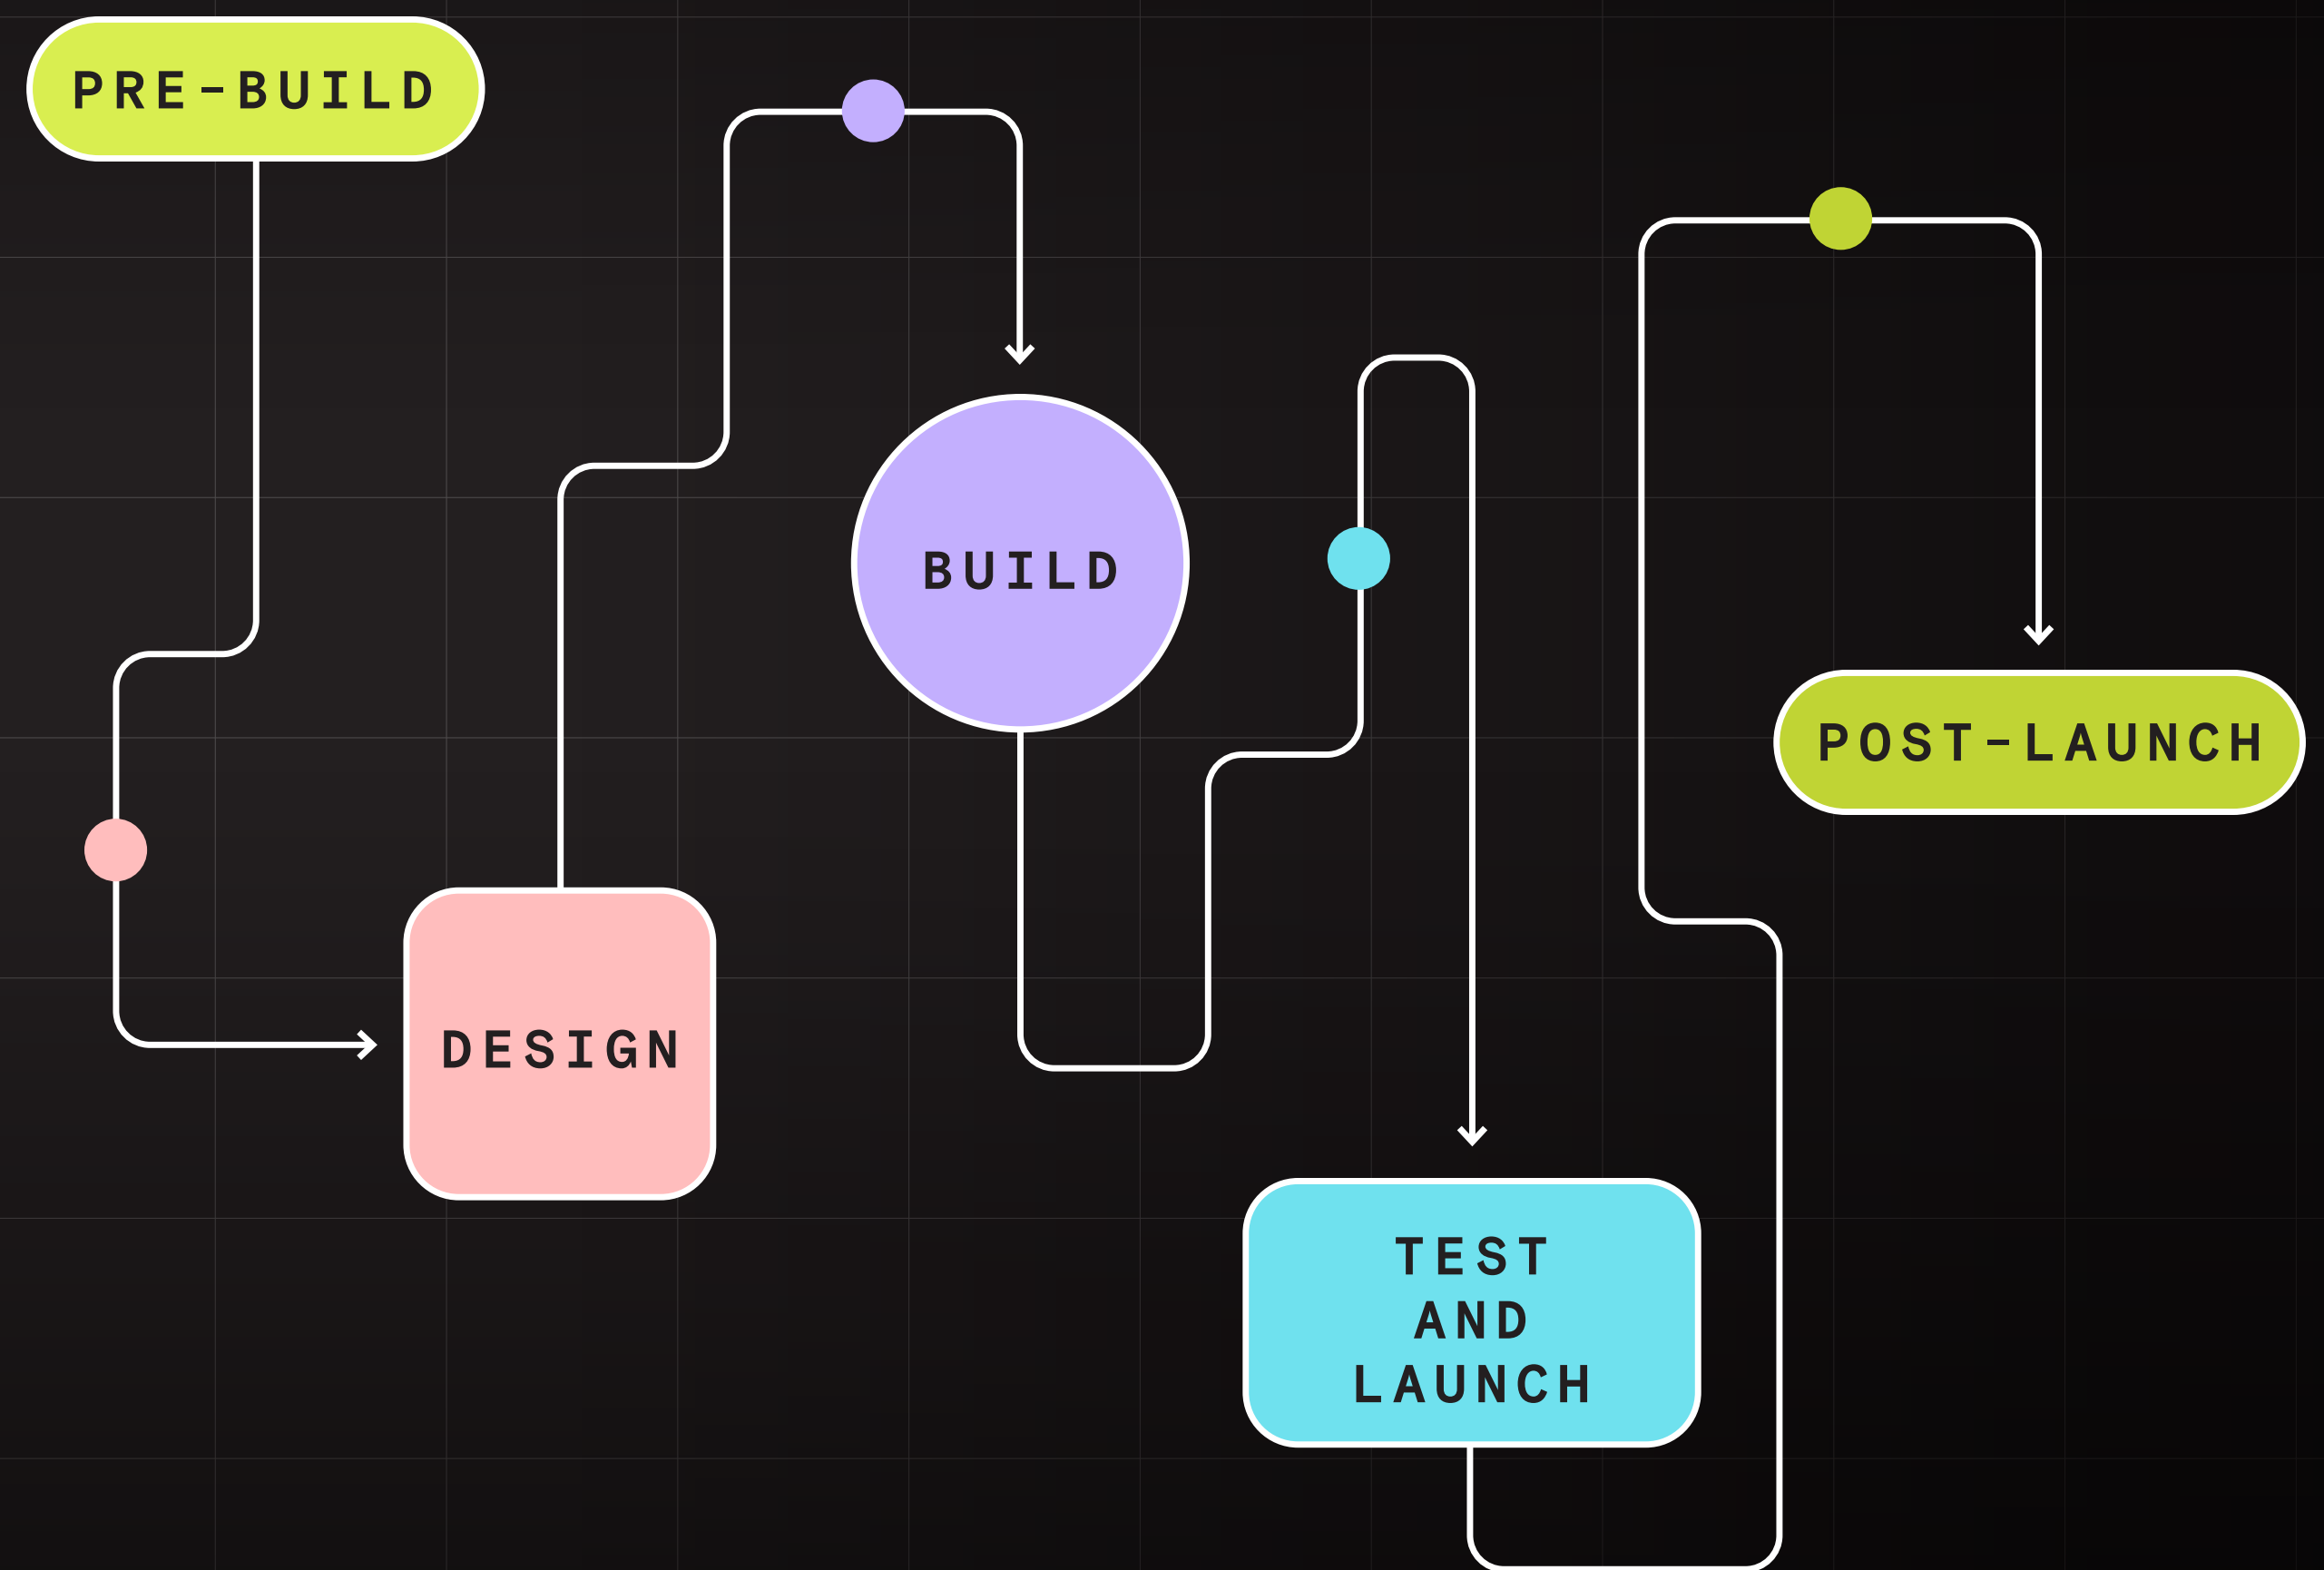 PRE-BUILD
DESIGN
BUILD
TEST
AND
LAUNCH
POST-LAUNCH